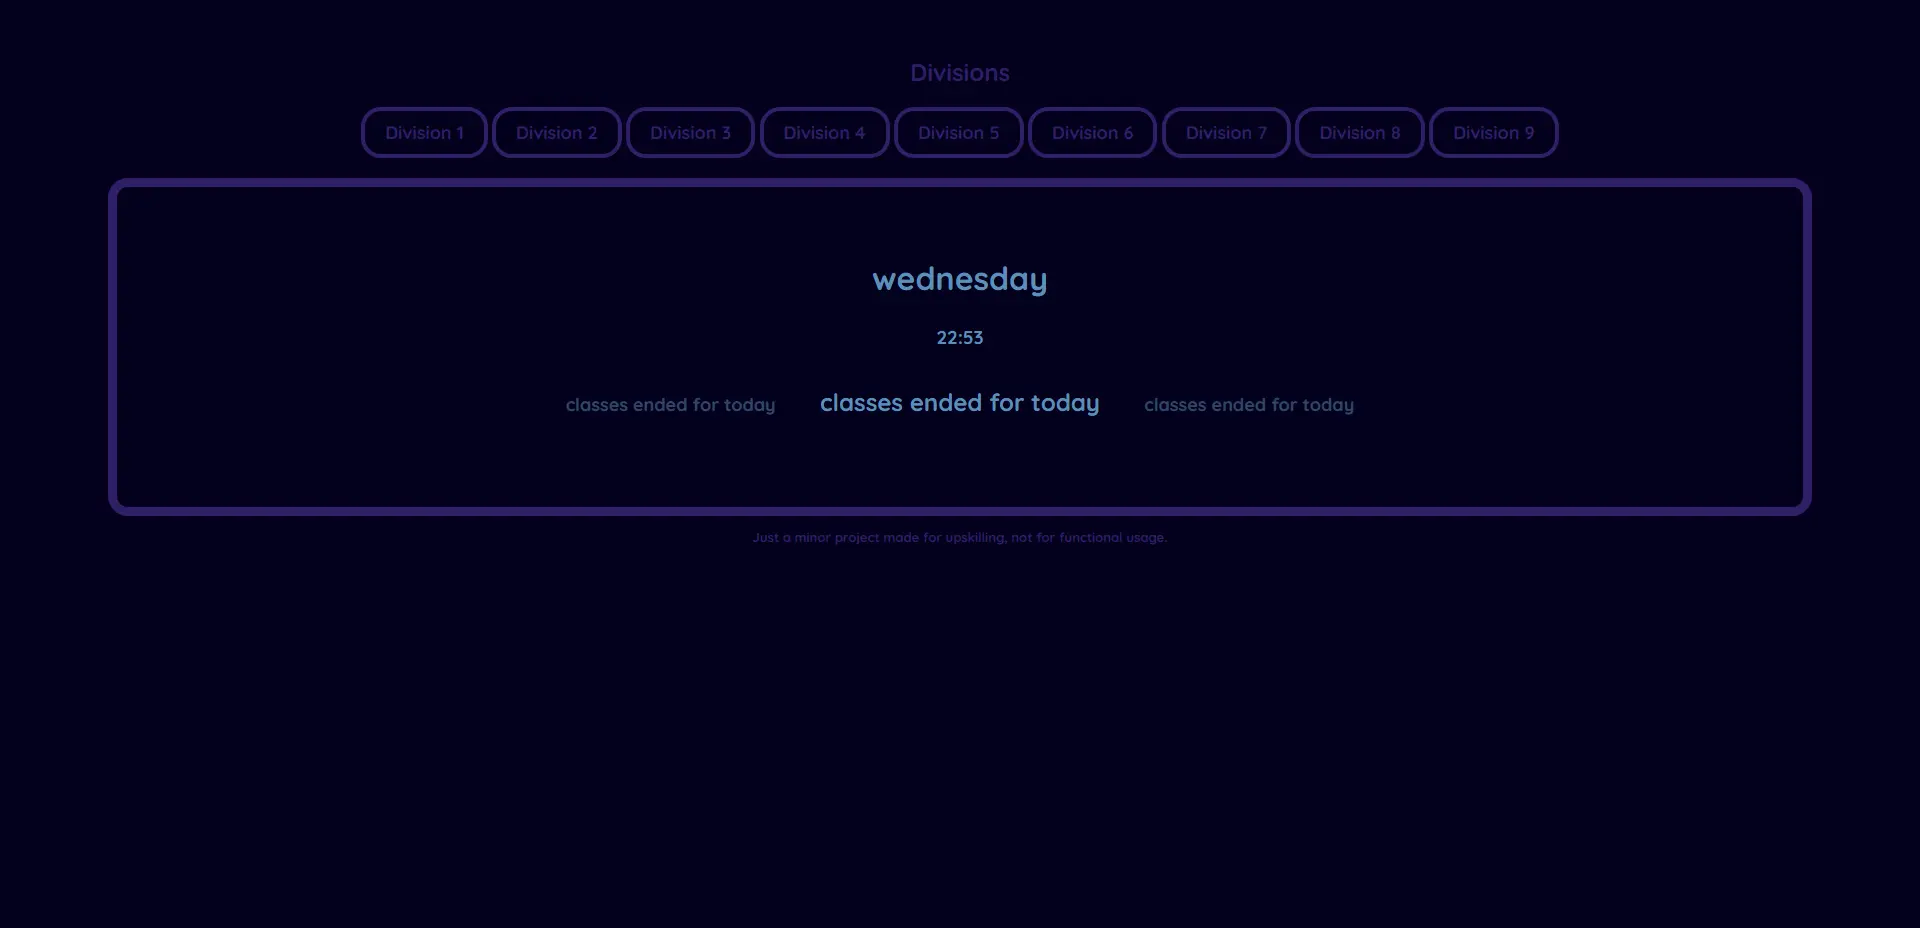 Divisions
Division 1 Division 2 Division 3 Division 4 Division 5 Division 6 Division 7 Division 8 Division 9
wednesday
22:53
classes ended for today classes ended for today classes ended for today
Just a minor project made for upskilling, not for functional usage.